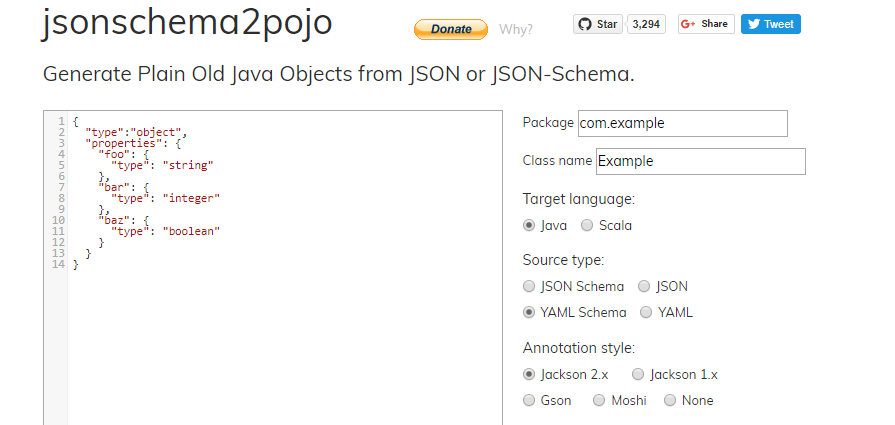 jsonschema2pojo
Donate
Why?
Star 3,294
G+ Share
Tweet
Generate Plain Old Java Objects from JSON or JSON-Schema.
1 {
2 "type":"object",
3 "properties": {
4 "foo": {
5 "type": "string"
6 },
7 "bar": {
8 "type": "integer"
9 },
10 "baz": {
11 "type": "boolean"
12 }
13 }
14 }
Package com.example
Class name Example
Target language:
Java Scala
Source type:
JSON Schema JSON
YAML Schema YAML
Annotation style:
Jackson 2.x Jackson 1.x
Gson Moshi None